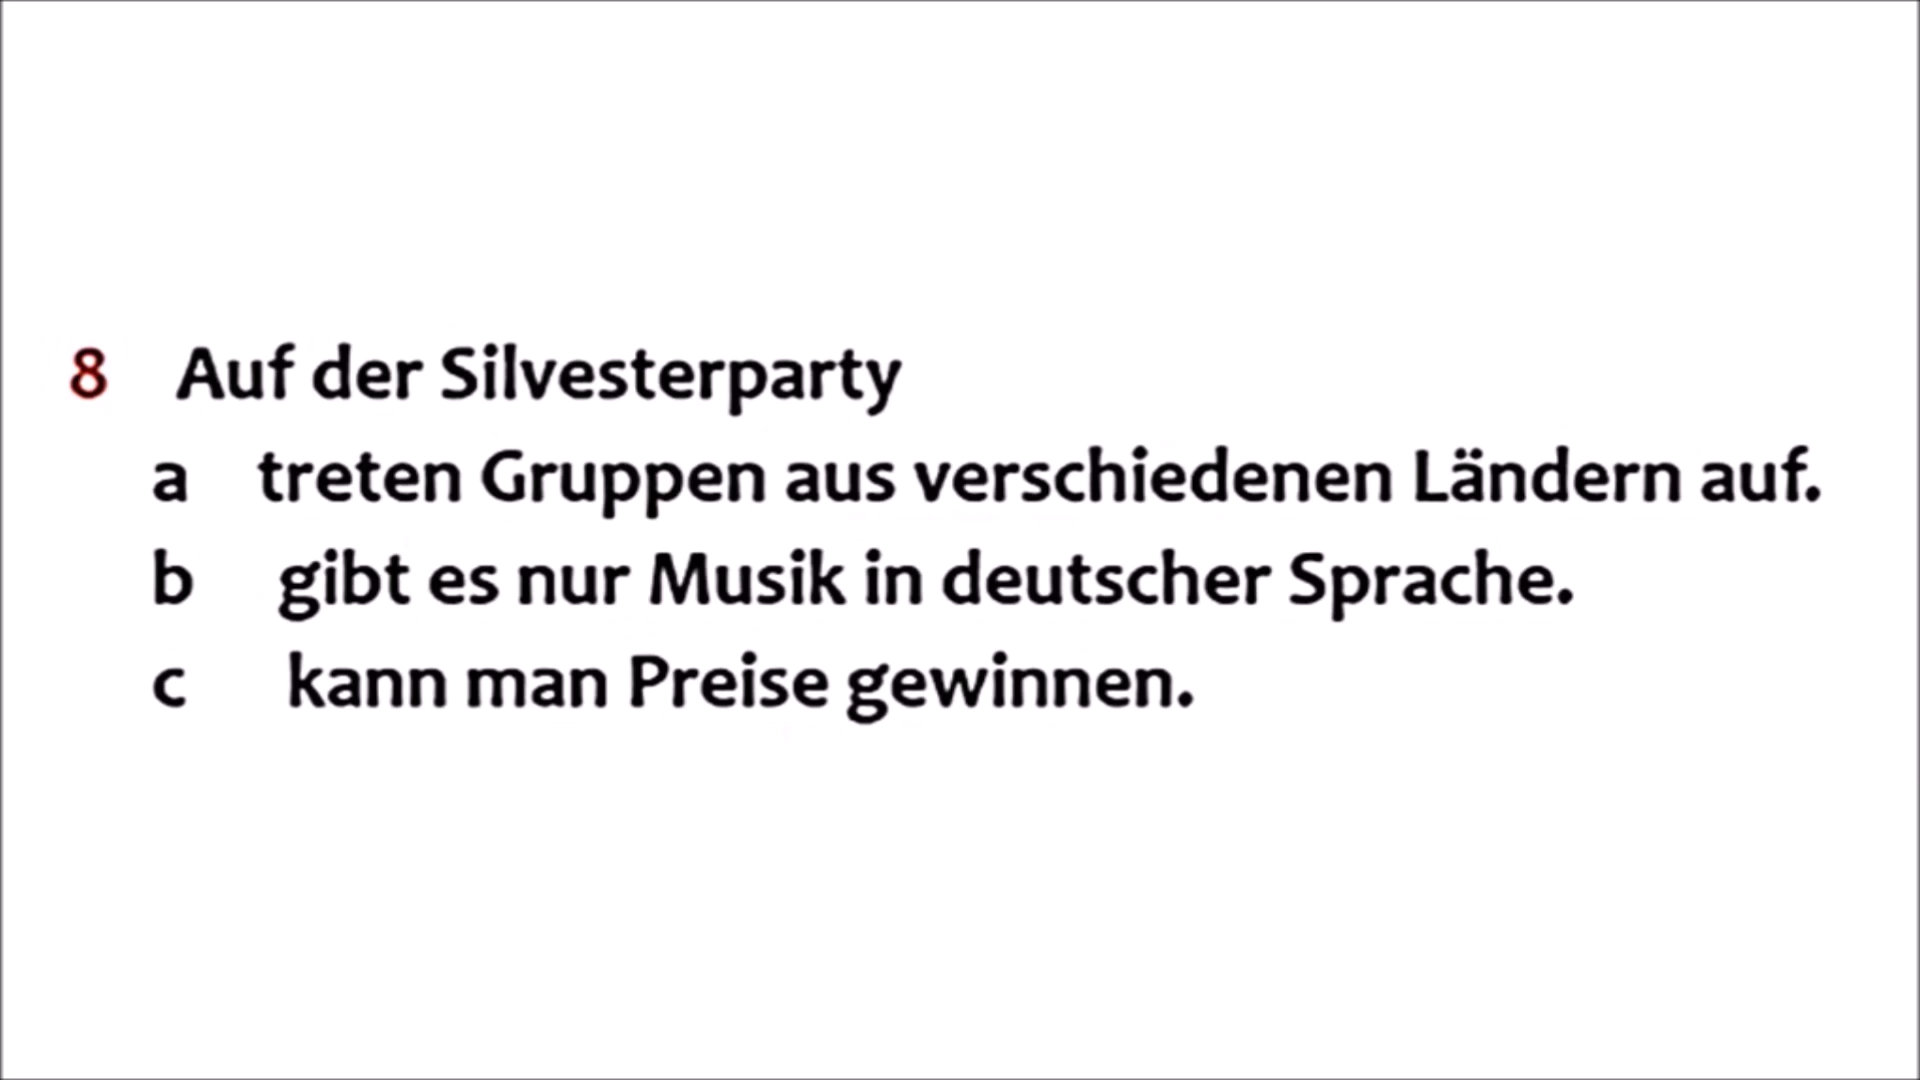 8 Auf der Silvesterparty
a treten Gruppen aus verschiedenen Ländern auf.
b gibt es nur Musik in deutscher Sprache.
c kann man Preise gewinnen.